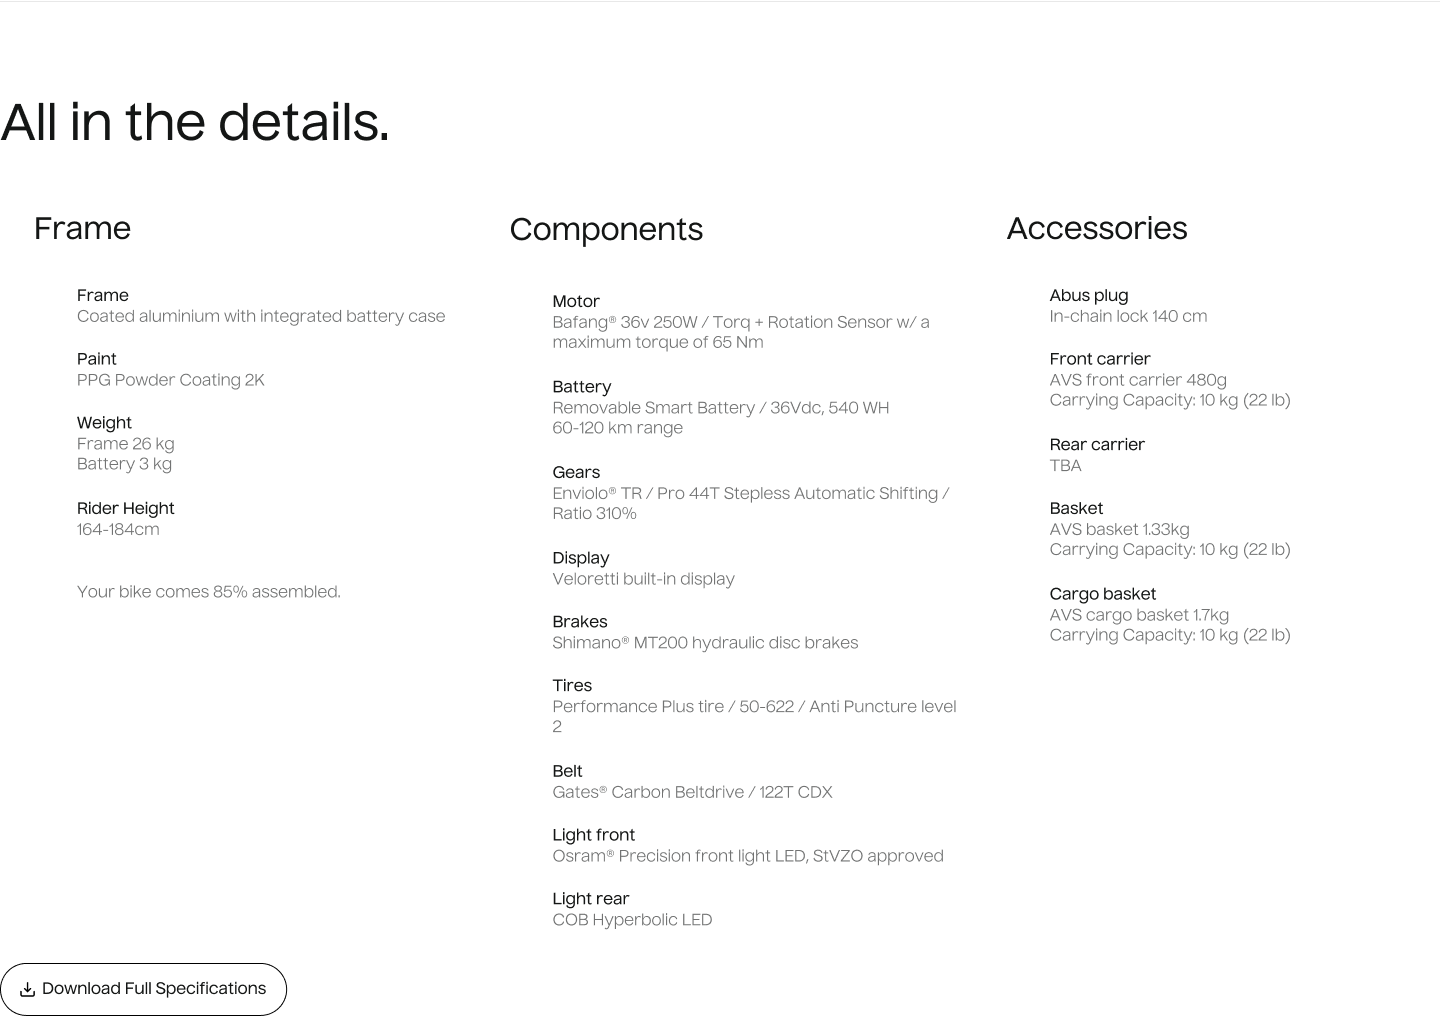 All in the details.
Frame
Frame
Coated aluminium with integrated battery case
Paint
PPG Powder Coating 2K
Weight
Frame 26 kg
Battery 3 kg
Rider Height
164-184cm
Your bike comes 85% assembled.
Components
Motor
Bafang® 36v 250W / Torq + Rotation Sensor w/ a
maximum torque of 65 Nm
Battery
Removable Smart Battery / 36Vdc, 540 WH
60-120 km range
Gears
Enviolo® TR / Pro 44T Stepless Automatic Shifting /
Ratio 310%
Display
Veloretti built-in display
Brakes
Shimano® MT200 hydraulic disc brakes
Tires
Performance Plus tire / 50-622 / Anti Puncture level
2
Belt
Gates® Carbon Beltdrive / 122T CDX
Light front
Osram® Precision front light LED, StVZO approved
Light rear
COB Hyperbolic LED
Accessories
Abus plug
In-chain lock 140 cm
Front carrier
AVS front carrier 480g
Carrying Capacity: 10 kg (22 lb)
Rear carrier
TBA
Basket
AVS basket 1.33kg
Carrying Capacity: 10 kg (22 lb)
Cargo basket
AVS cargo basket 1.7kg
Carrying Capacity: 10 kg (22 lb)
Download Full Specifications